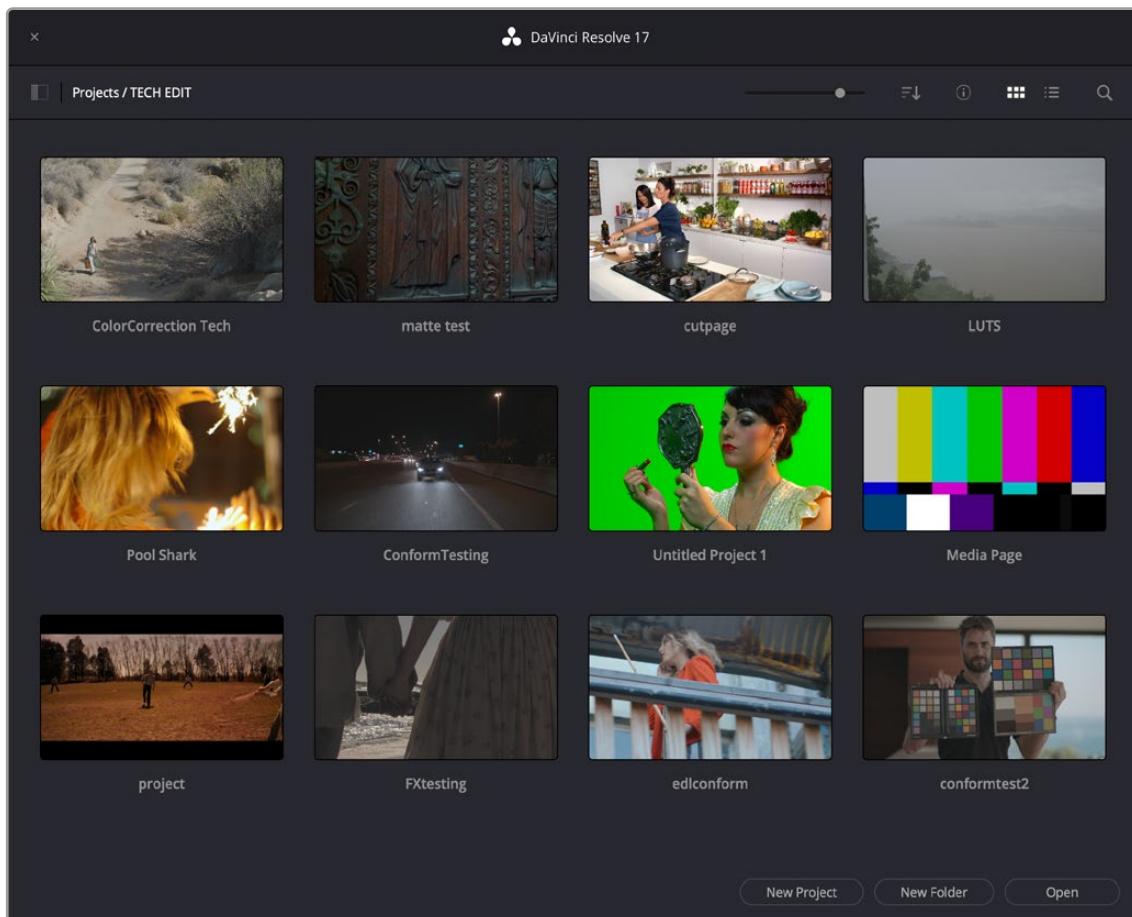 DaVinci Resolve 17
Projects / TECH EDIT
ColorCorrection Tech
matte test
cutpage
LUTS
Pool Shark
ConformTesting
Untitled Project 1
Media Page
project
FXtesting
edlconform
conformtest2
New Project
New Folder
Open